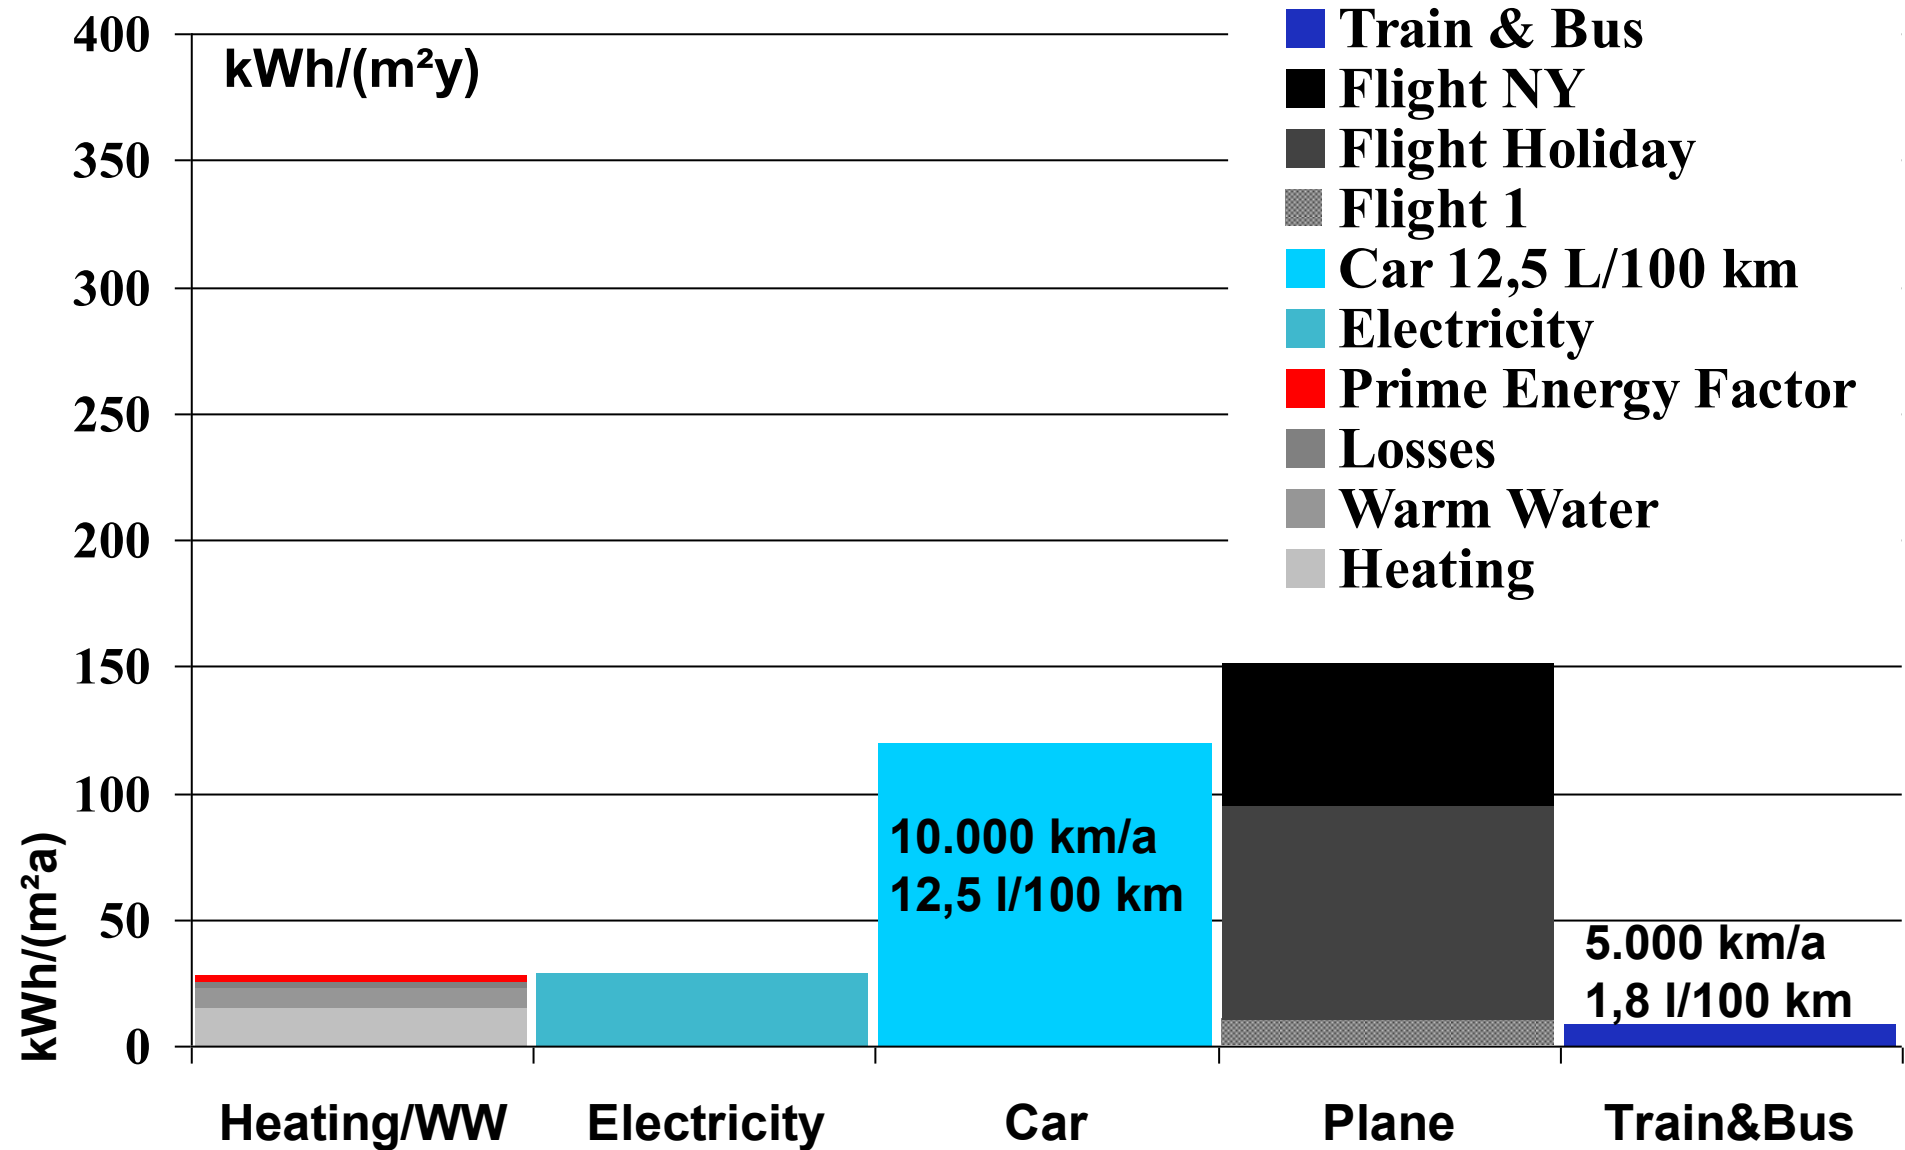 400
350
300
250
200
150
100
50
0
kWh/(m²y)
kWh/(m²a)
Train & Bus
Flight NY
Flight Holiday
Flight 1
Car 12,5 L/100 km
Electricity
Prime Energy Factor
Losses
Warm Water
Heating
10.000 km/a
12,5 l/100 km
5.000 km/a
1,8 l/100 km
Heating/WW
Electricity
Car
Plane
Train&Bus